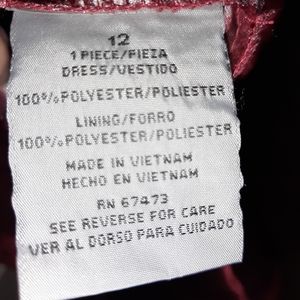 12
1 PIECE/PIEZA
DRESS/VESTIDO
100% POLYESTER/POLIESTER
LINING/FORRO
100% POLYESTER/POLIESTER
MADE IN VIETNAM
HECHO EN VIETNAM
RN 67473
SEE REVERSE FOR CARE
VER AL DORSO PARA CUIDADO